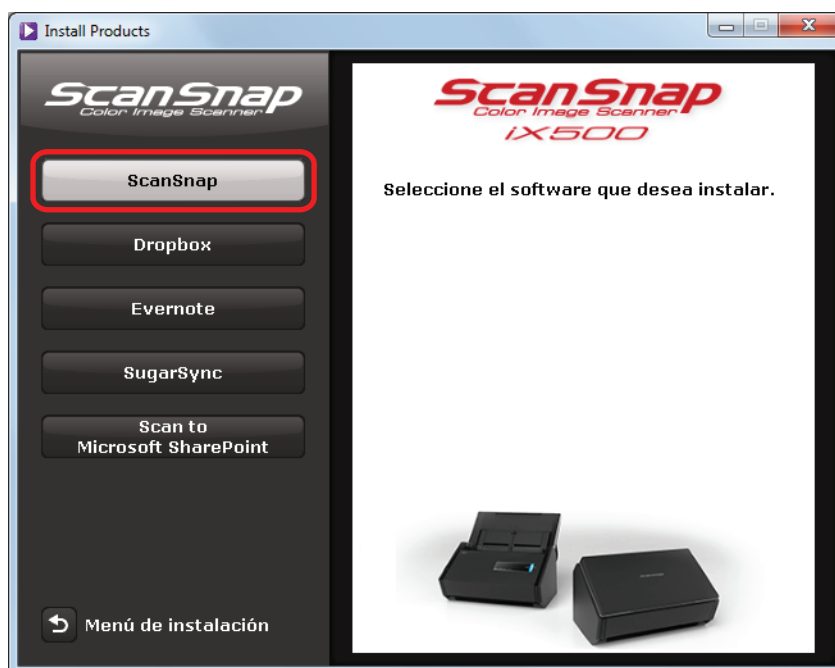 Install Products
ScanSnap
Color Image Scanner
ScanSnap
Dropbox
Evernote
SugarSync
Scan to
Microsoft SharePoint
Menú de instalación
ScanSnap
Color Image Scanner
iX500
Seleccione el software que desea instalar.